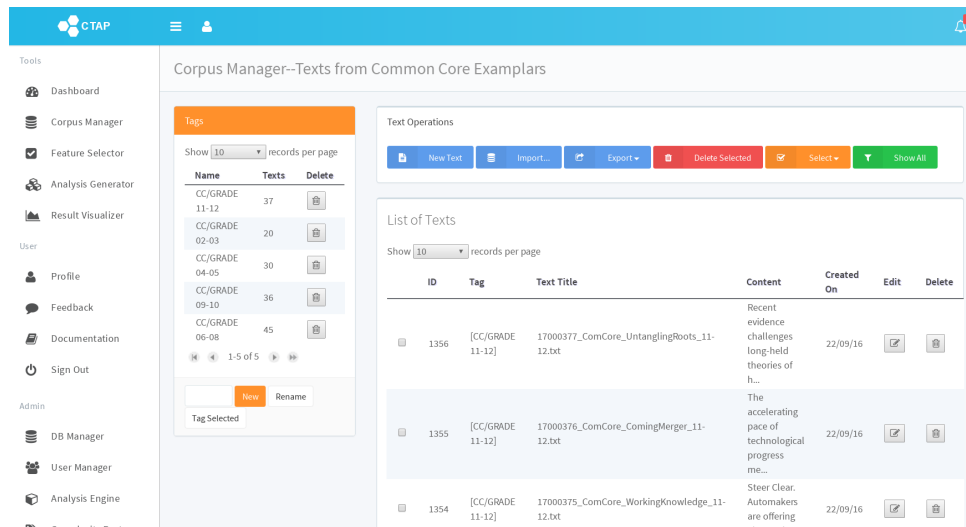 CTAP
Tools
Dashboard
Corpus Manager
Feature Selector
Analysis Generator
Result Visualizer
User
Profile
Feedback
Documentation
Sign Out
Admin
DB Manager
User Manager
Analysis Engine
Corpus Manager--Texts from Common Core Examplars
Tags
Show 10 records per page
Name Texts Delete
CC/GRADE
11-12
37
CC/GRADE
02-03
20
CC/GRADE
04-05
30
CC/GRADE
09-10
36
CC/GRADE
06-08
45
1-5 of 5
New Rename
Tag Selected
Text Operations
New Text Import... Export Delete Selected Select Show All
List of Texts
Show 10 records per page
ID Tag Text Title Content Created
On
Edit Delete
1356
[CC/GRADE
11-12]
17000377_ComCore_UntanglingRoots_11-
12.txt
Recent
evidence
challenges
long-held
theories of
h...
22/09/16
1355
[CC/GRADE
11-12]
17000376_ComCore_ComingMerger_11-
12.txt
The
accelerating
pace of
technological
progress
me...
22/09/16
1354
[CC/GRADE
11-12]
17000375_ComCore_WorkingKnowledge_11-
12.txt
Steer Clear.
Automakers
are offering
22/09/16